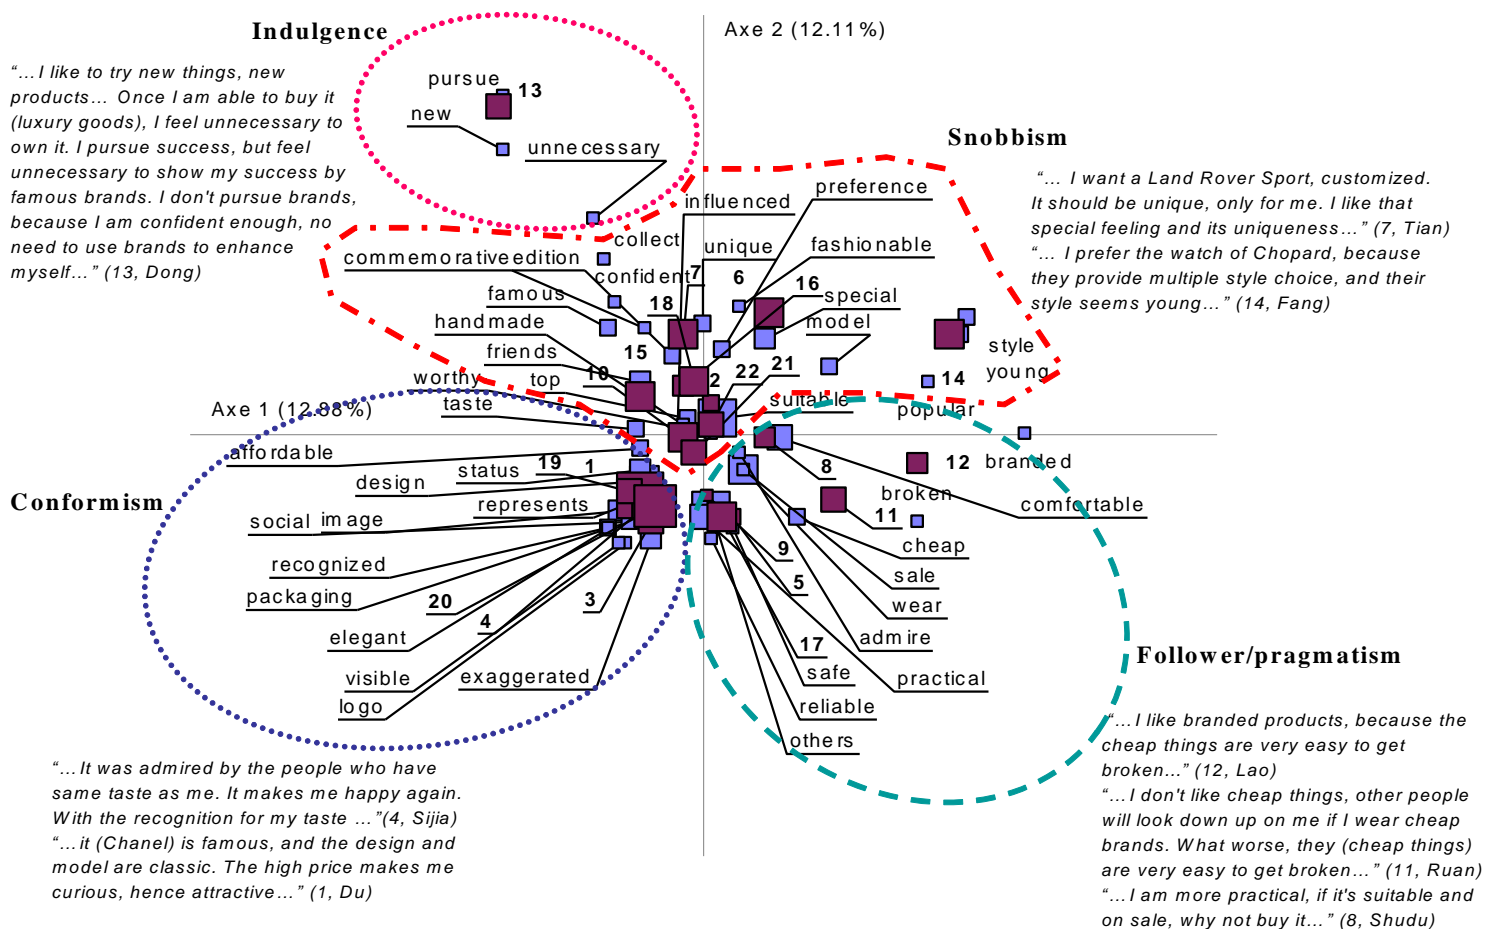 Axe 2 (12.11%)
Indulgence
“...I like to try new things, new
products... Once I am able to buy it
(luxury goods), I feel unnecessary to
own it. I pursue success, but feel
unnecessary to show my success by
famous brands. I don't pursue brands,
because I am confident enough, no
need to use brands to enhance
myself...” (13, Dong)
pursue
13
new
unnecessary
Snobbism
“... I want a Land Rover Sport, customized.
It should be unique, only for me. I like that
special feeling and its uniqueness...” (7, Tian)
“... I prefer the watch of Chopard, because
they provide multiple style choice, and their
style seems young...” (14, Fang)
preference
influenced
collect
unique
fashionable
commemorative edition
confident
7
6
16
famous
18
special
handmade
model
friends
15
style
young
worthy
top
10
2
22
21
14
taste
suitable
popular
Axe 1 (12.88%)
affordable
status
19
1
8
12
branded
design
Conformism
represents
broken
11
comfortable
social image
9
cheap
recognized
5
sale
packaging
20
3
wear
4
elegant
17
admire
visible
exaggerated
safe
practical
logo
reliable
others
Follower/pragmatism
“...I like branded products, because the
cheap things are very easy to get
broken...” (12, Lao)
“...I don't like cheap things, other people
will look down up on me if I wear cheap
brands. What worse, they (cheap things)
are very easy to get broken...” (11, Ruan)
“...I am more practical, if it's suitable and
on sale, why not buy it...” (8, Shudu)
“...It was admired by the people who have
same taste as me. It makes me happy again.
With the recognition for my taste ...”(4, Sijia)
“...it (Chanel) is famous, and the design and
model are classic. The high price makes me
curious, hence attractive...” (1, Du)